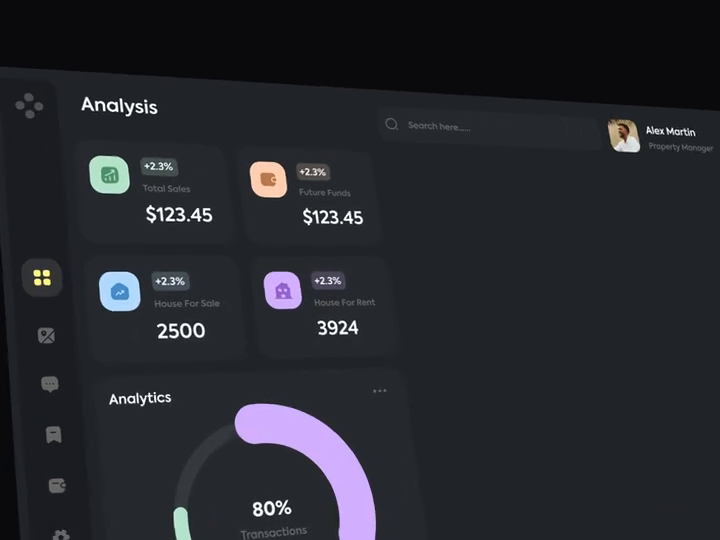 Analysis
Search here......
Alex Martin
Property Manager
+2.3%
Total Sales
$123.45
+2.3%
Future Funds
$123.45
+2.3%
House For Sale
2500
+2.3%
House For Rent
3924
Analytics
80%
Transactions